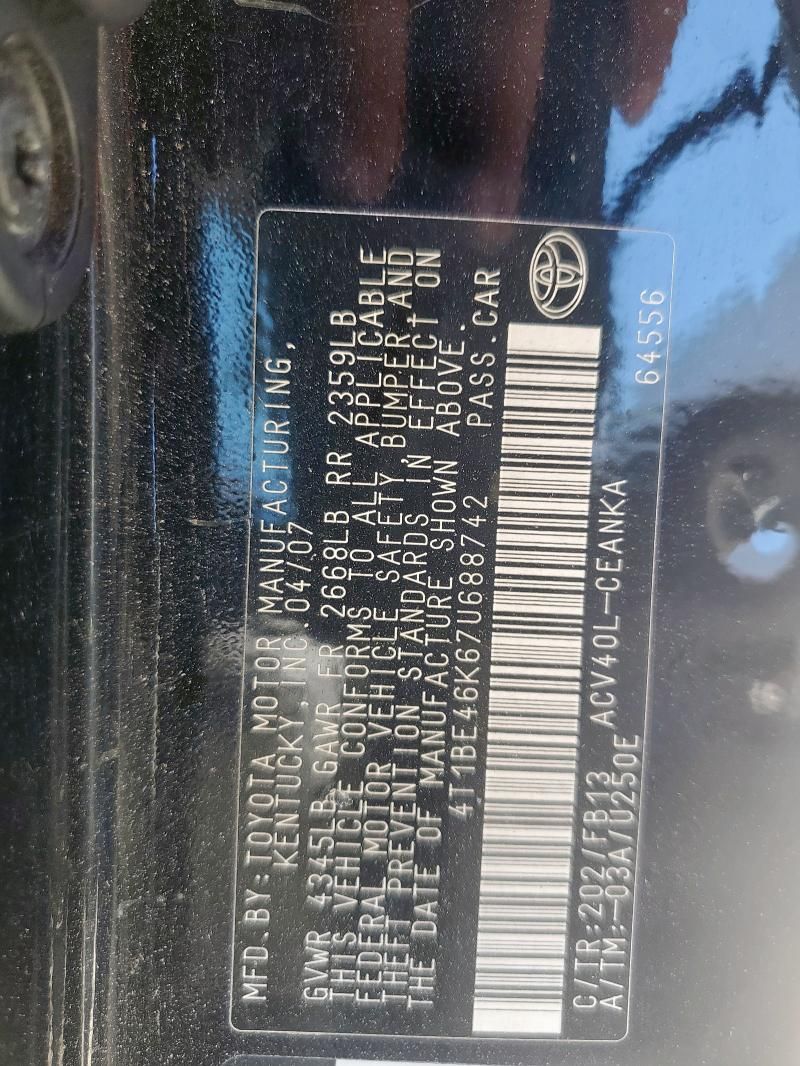 MFD.BY:TOYOTA MOTOR MANUFACTURING,
KENTUCKY,INC.04/07
GVWR 4345LB GAWR FR 2668LB RR 2359LB
THIS VEHICLE CONFORMS TO ALL APPLICABLE
FEDERAL MOTOR VEHICLE SAFETY,BUMPER,AND
THEFT PREVENTION STANDARDS IN EFFECT ON
THE DATE OF MANUFACTURE SHOWN ABOVE.
4T1BE46K67U688742 PASS.CAR
C/TR:202/FB13 ACV40L-CEANKA
A/TM:-03A/U250E 64556